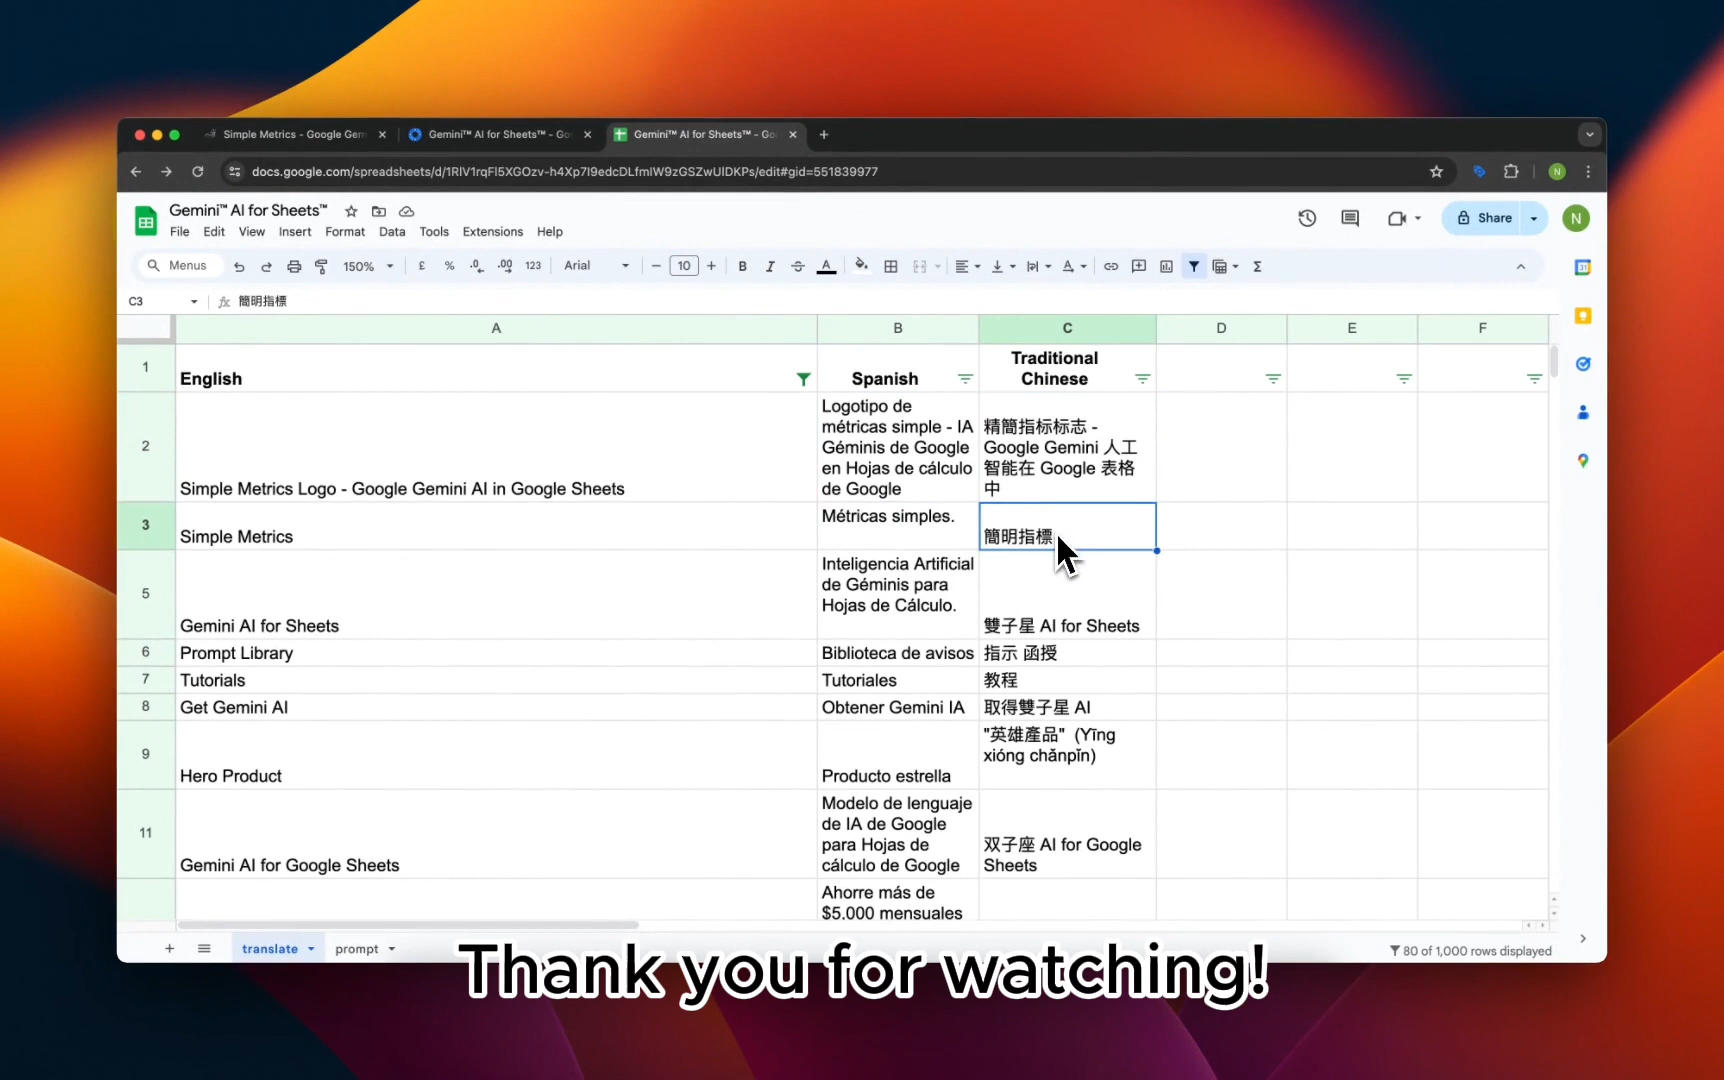 Simple Metrics - Google Gem
Gemini™ AI for Sheets™ - Go
Gemini™ AI for Sheets™ - Go
docs.google.com/spreadsheets/d/1RlV1rqFl5XGOzv-h4Xp7l9edcDLfmIW9zGSZwUIDKPs/edit#gid=551839977
N
Gemini™ AI for Sheets™
File Edit View Insert Format Data Tools Extensions Help
Share
N
Menus
150%
£ % .0 .00 123
Arial
10
B I
A
Σ
31
C3
fx 簡明指標
A B C D E F
1
English
Spanish
Traditional
Chinese
2
Simple Metrics Logo - Google Gemini AI in Google Sheets
Logotipo de
métricas simple - IA
Géminis de Google
en Hojas de cálculo
de Google
精簡指标标志 -
Google Gemini 人工
智能在 Google 表格
中
3
Simple Metrics
Métricas simples.
簡明指標
5
Gemini AI for Sheets
Inteligencia Artificial
de Géminis para
Hojas de Cálculo.
雙子星 AI for Sheets
6
Prompt Library
Biblioteca de avisos
指示 函授
7
Tutorials
Tutoriales
教程
8
Get Gemini AI
Obtener Gemini IA
取得雙子星 AI
9
Hero Product
Producto estrella
"英雄產品" (Yīng
xióng chǎnpǐn)
11
Gemini AI for Google Sheets
Modelo de lenguaje
de IA de Google
para Hojas de
cálculo de Google
双子座 AI for Google
Sheets
Ahorre más de
$5.000 mensuales
translate
prompt
80 of 1,000 rows displayed
Thank you for watching!